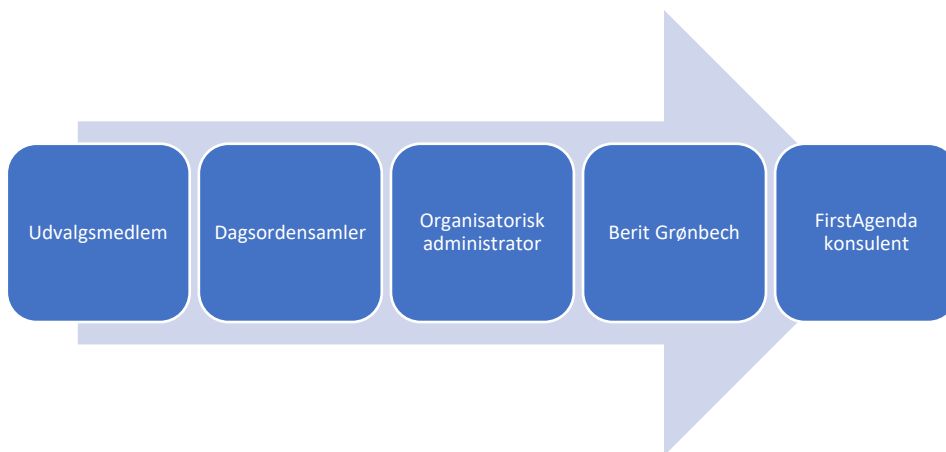 Udvalgsmedlem
Dagsordensamler
Organisatorisk
administrator
Berit Grønbech
FirstAgenda
konsulent